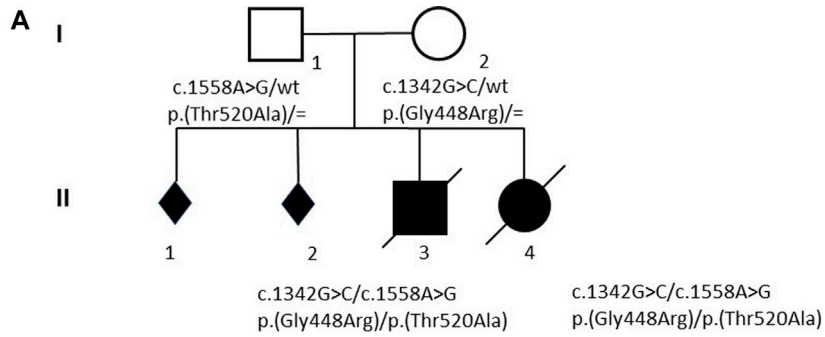 A
I
1
2
c.1558A>G/wt
c.1342G>C/wt
p.(Thr520Ala)/=
p.(Gly448Arg)/=
II
1
2
3
4
c.1342G>C/c.1558A>G
c.1342G>C/c.1558A>G
p.(Gly448Arg)/p.(Thr520Ala)
p.(Gly448Arg)/p.(Thr520Ala)